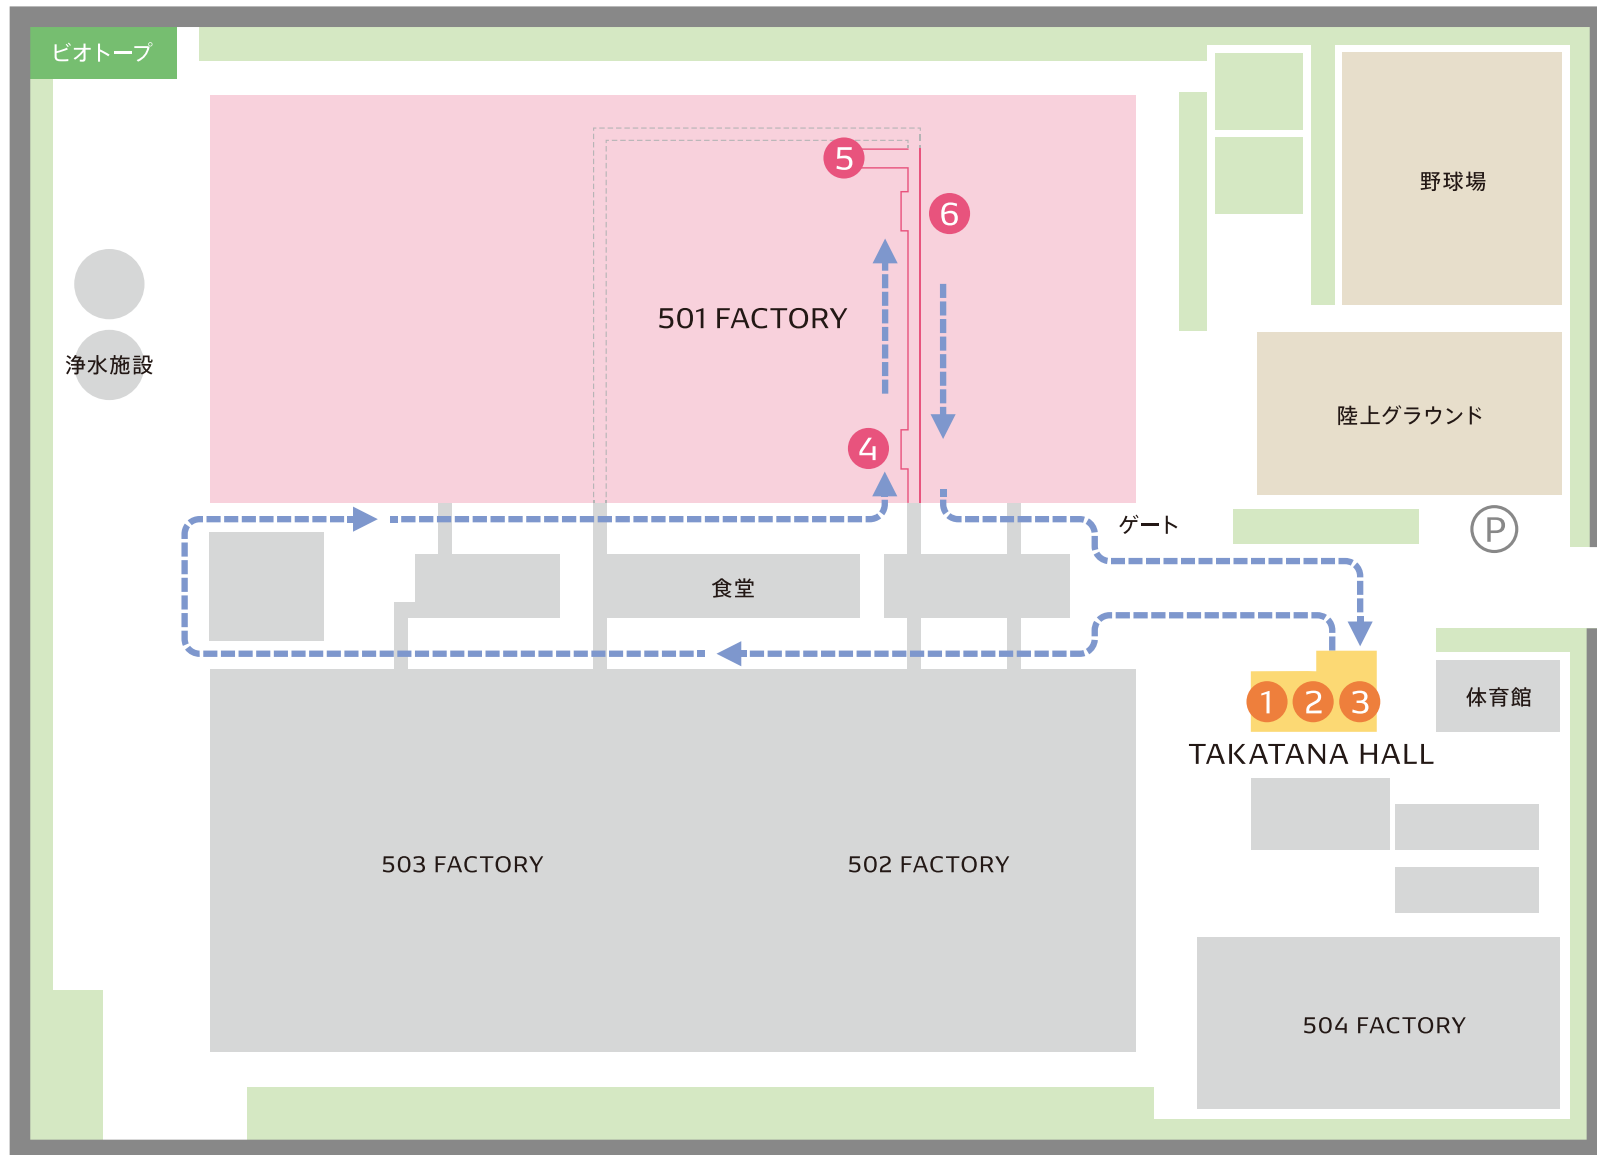 ビオトープ
5
6
野球場
501 FACTORY
浄水施設
陸上グラウンド
4
ゲート
P
食堂
1 2 3
体育館
TAKATANA HALL
503 FACTORY
502 FACTORY
504 FACTORY